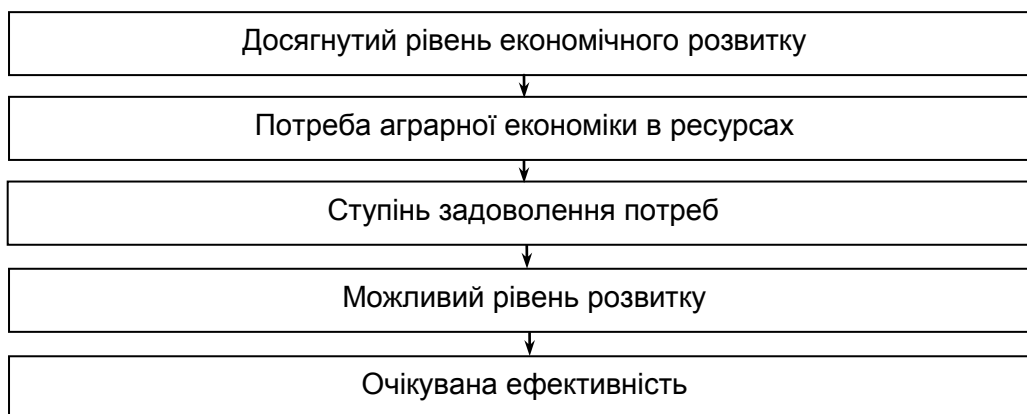 Досягнутий рівень економічного розвитку
Потреба аграрної економіки в ресурсах
Ступінь задоволення потреб
Можливий рівень розвитку
Очікувана ефективність